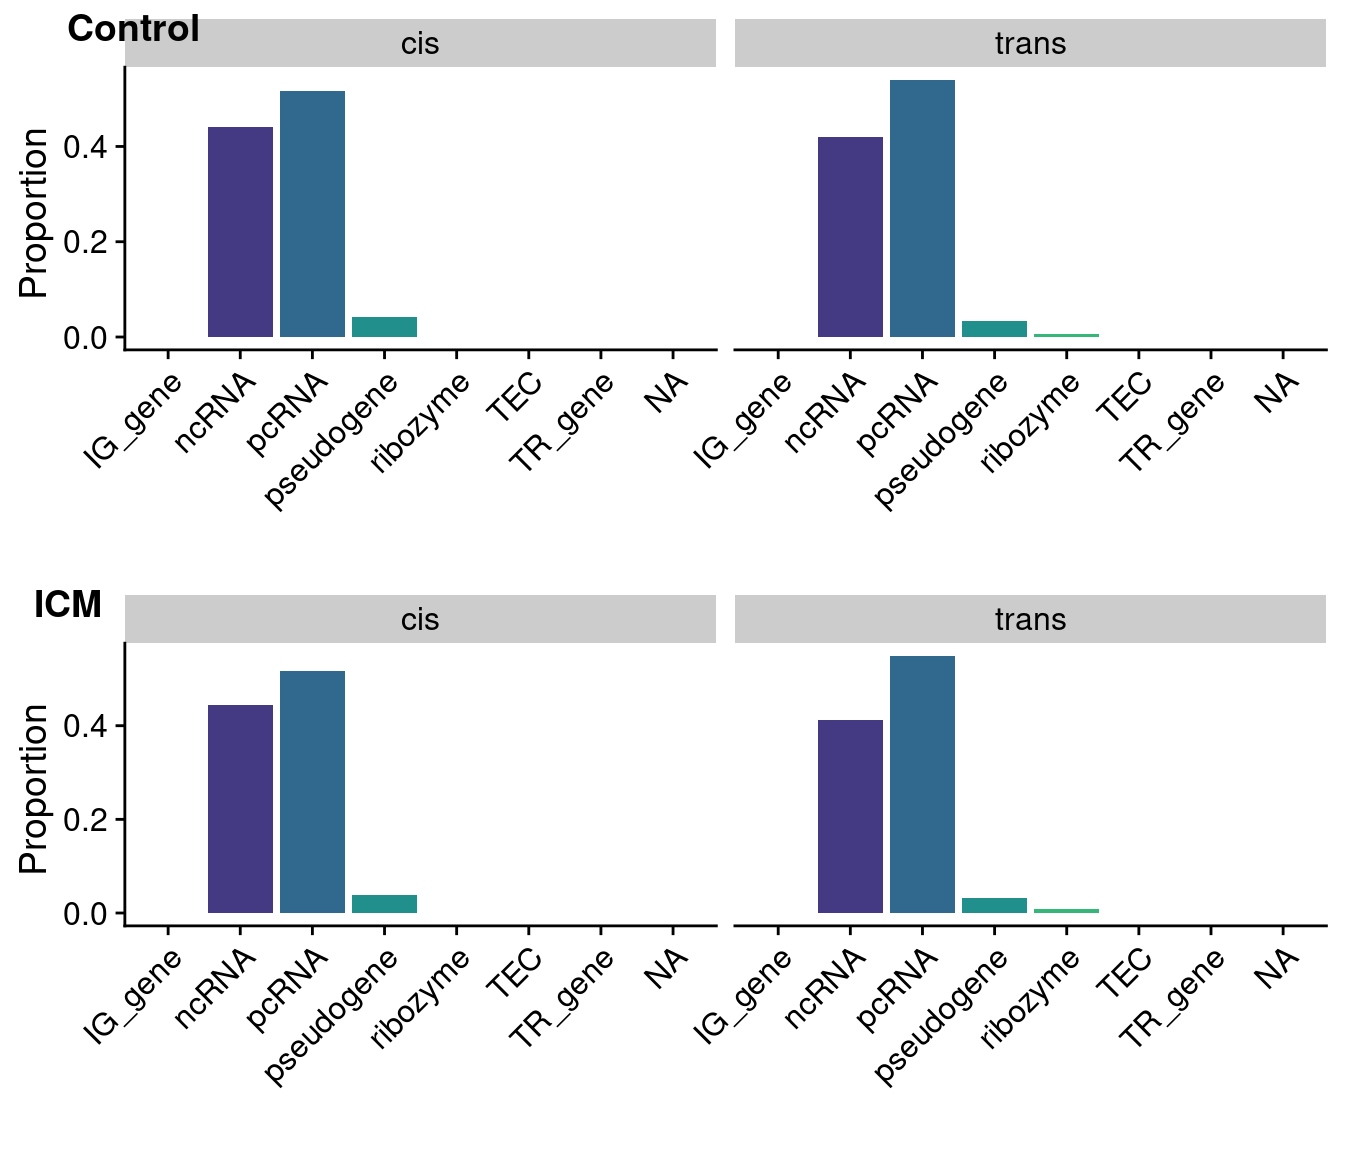 Control
cis
trans
Proportion
0.4
0.2
0.0
IG_gene
ncRNA
pcRNA
pseudogene
ribozyme
TEC
TR_gene
NA
IG_gene
ncRNA
pcRNA
pseudogene
ribozyme
TEC
TR_gene
NA
ICM
cis
trans
Proportion
0.4
0.2
0.0
IG_gene
ncRNA
pcRNA
pseudogene
ribozyme
TEC
TR_gene
NA
IG_gene
ncRNA
pcRNA
pseudogene
ribozyme
TEC
TR_gene
NA